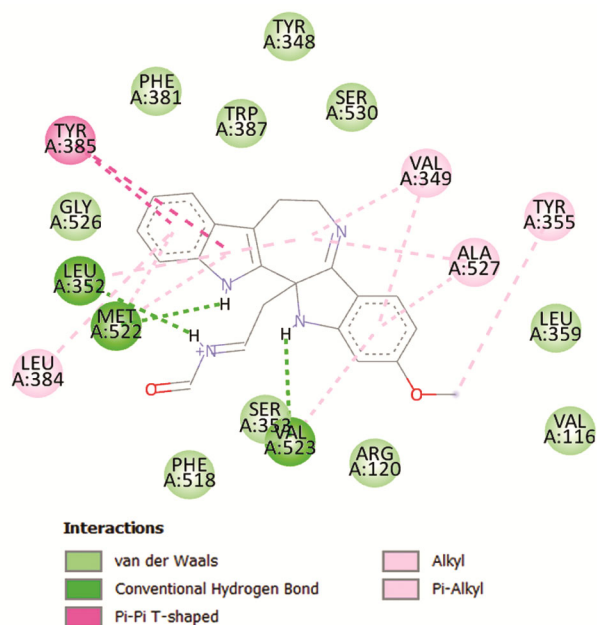 TYR
A:348
PHE
A:381
TRP
A:387
SER
A:530
TYR
A:385
VAL
A:349
TYR
A:355
GLY
A:526
N
ALA
A:527
LEU
A:352
N
H
MET
A:522
H
N
H
LEU
A:359
N
+
LEU
A:384
O
O
SER
A:353
VAL
A:523
VAL
A:116
ARG
A:120
PHE
A:518
Interactions
van der Waals
Conventional Hydrogen Bond
Pi-Pi T-shaped
Alkyl
Pi-Alkyl